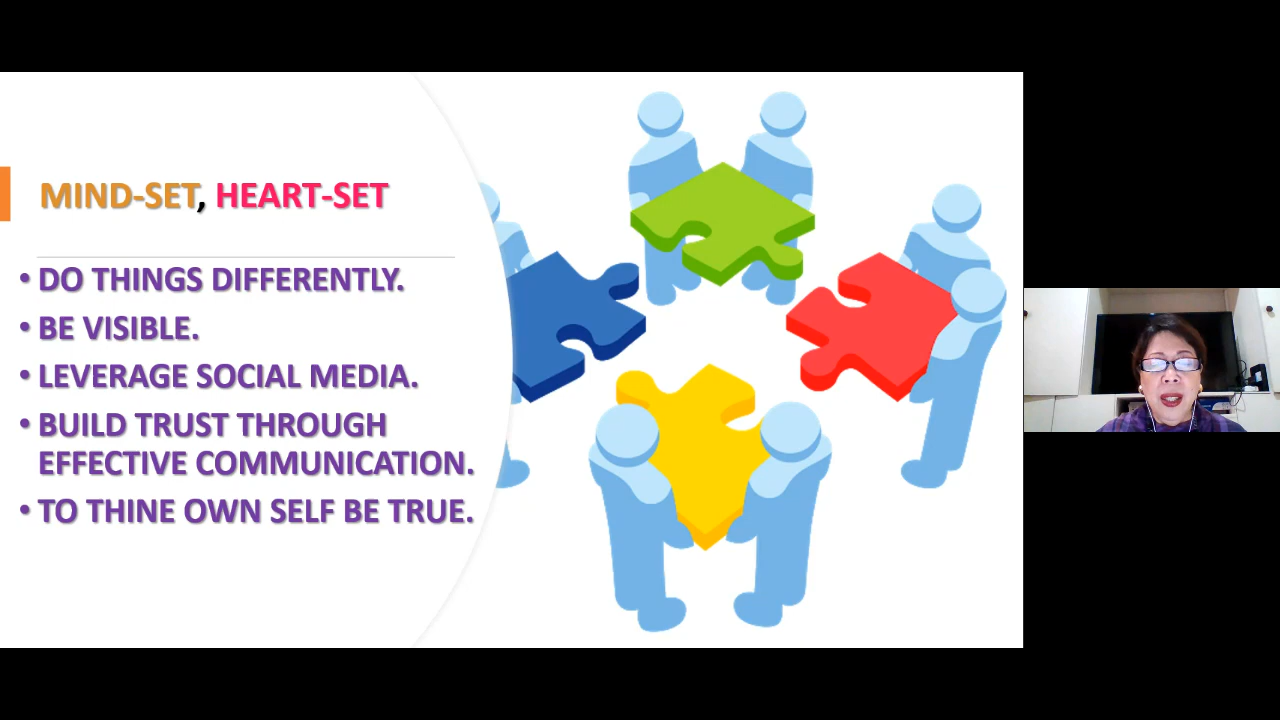 MIND-SET, HEART-SET
• DO THINGS DIFFERENTLY.
• BE VISIBLE.
• LEVERAGE SOCIAL MEDIA.
• BUILD TRUST THROUGH
EFFECTIVE COMMUNICATION.
• TO THINE OWN SELF BE TRUE.